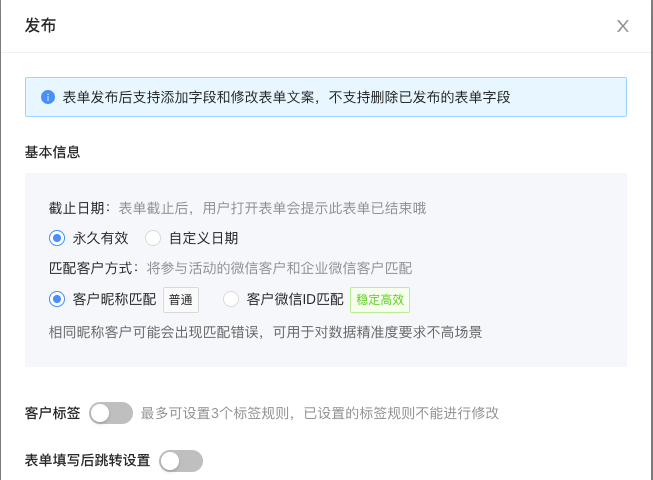 发布
表单发布后支持添加字段和修改表单文案，不支持删除已发布的表单字段
基本信息
截止日期：表单截止后，用户打开表单会提示此表单已结束哦
永久有效 自定义日期
匹配客户方式：将参与活动的微信客户和企业微信客户匹配
客户昵称匹配 普通 客户微信ID匹配 稳定高效
相同昵称客户可能会出现匹配错误，可用于对数据精准度要求不高场景
客户标签 最多可设置3个标签规则，已设置的标签规则不能进行修改
表单填写后跳转设置